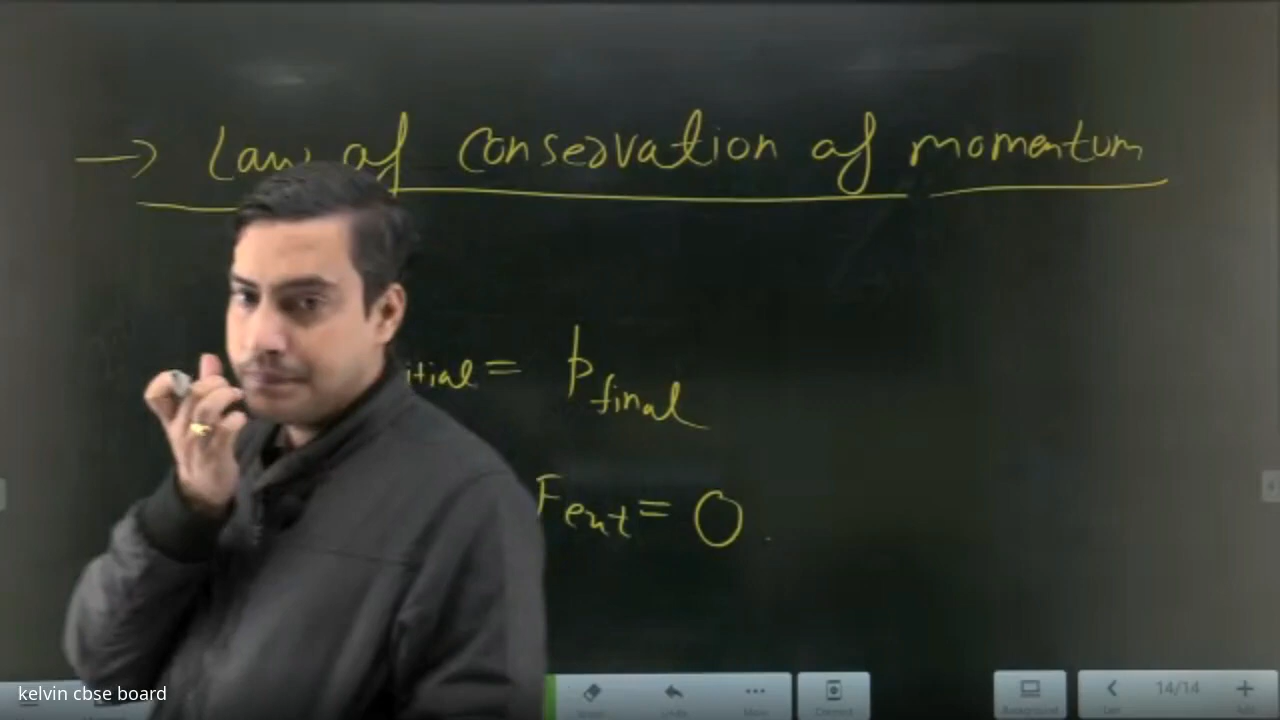 → Law of conservation of momentum
itial = p final
Fext = 0.
14/14
kelvin cbse board